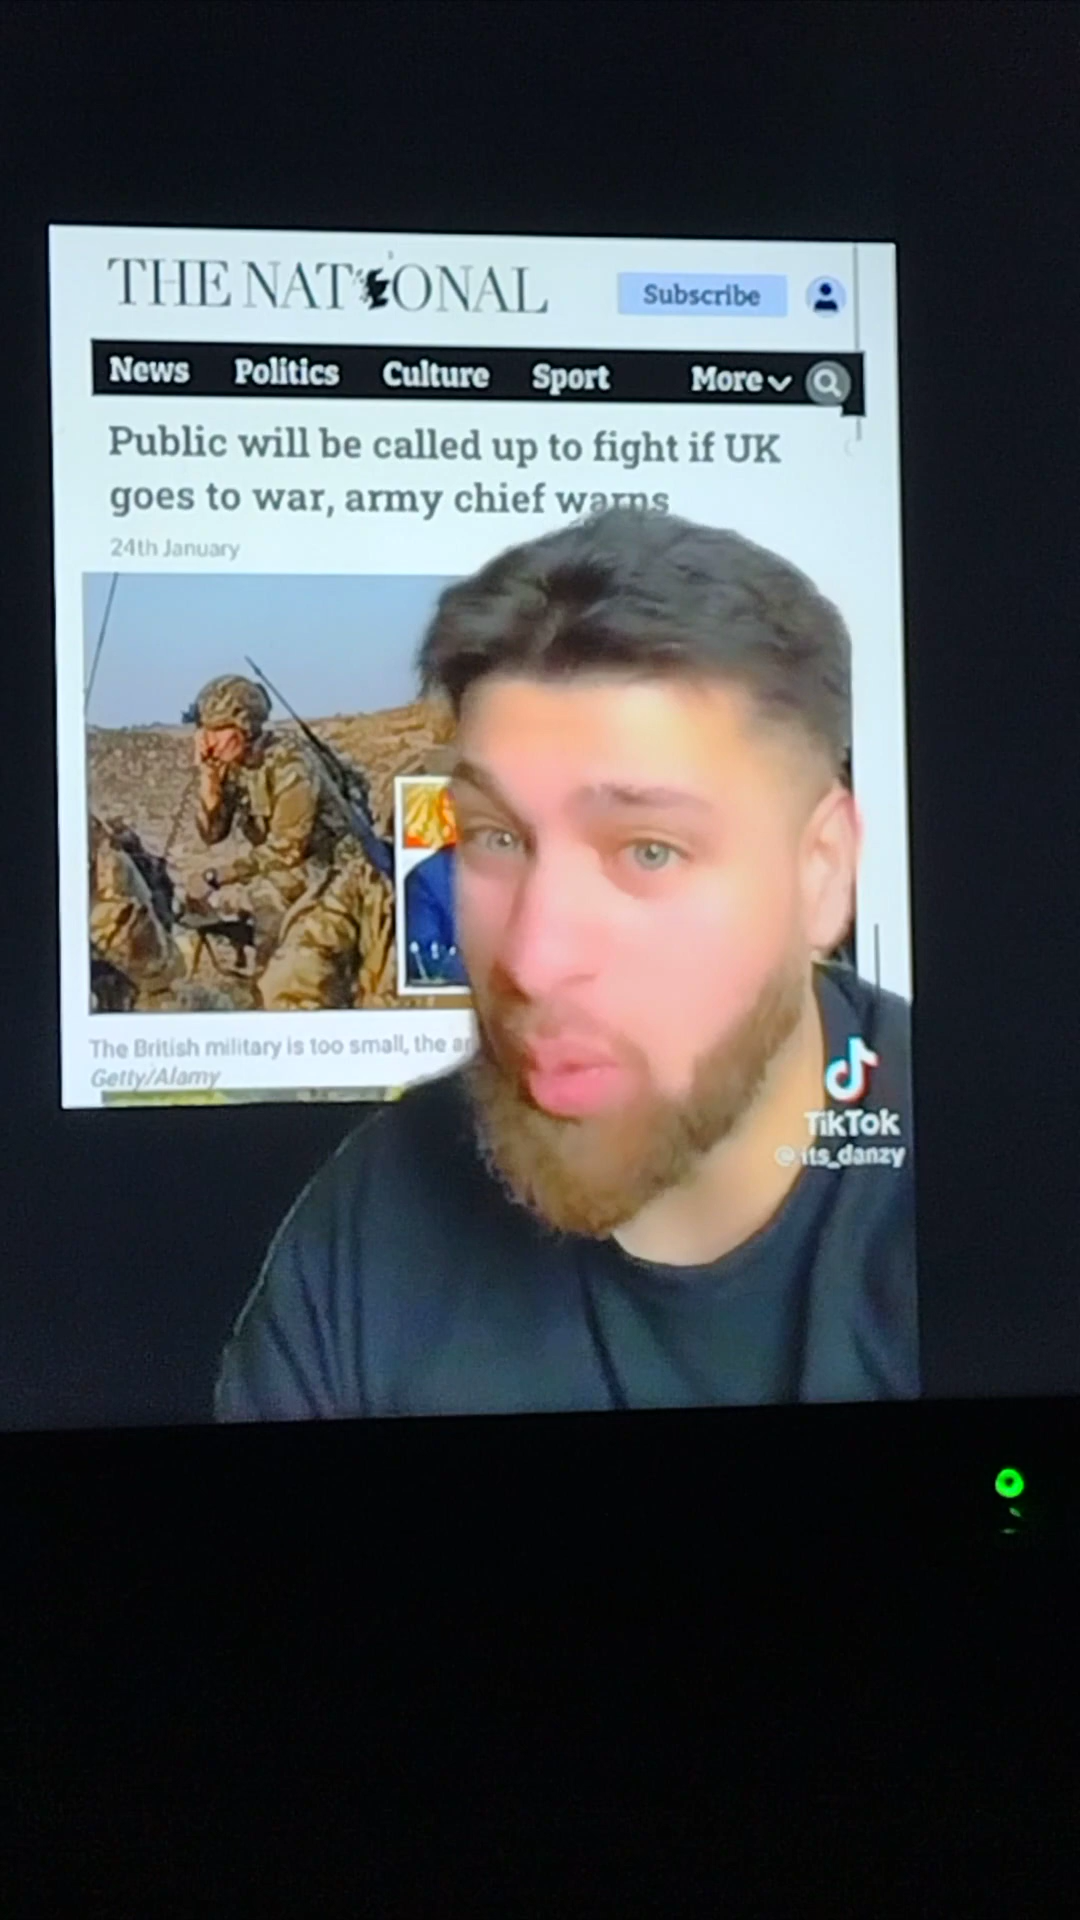 THE NATIONAL
Subscribe
News Politics Culture Sport More
Public will be called up to fight if UK
goes to war, army chief warns
24th January
The British military is too small, the
Getty/Alamy
TikTok
@its_danzy